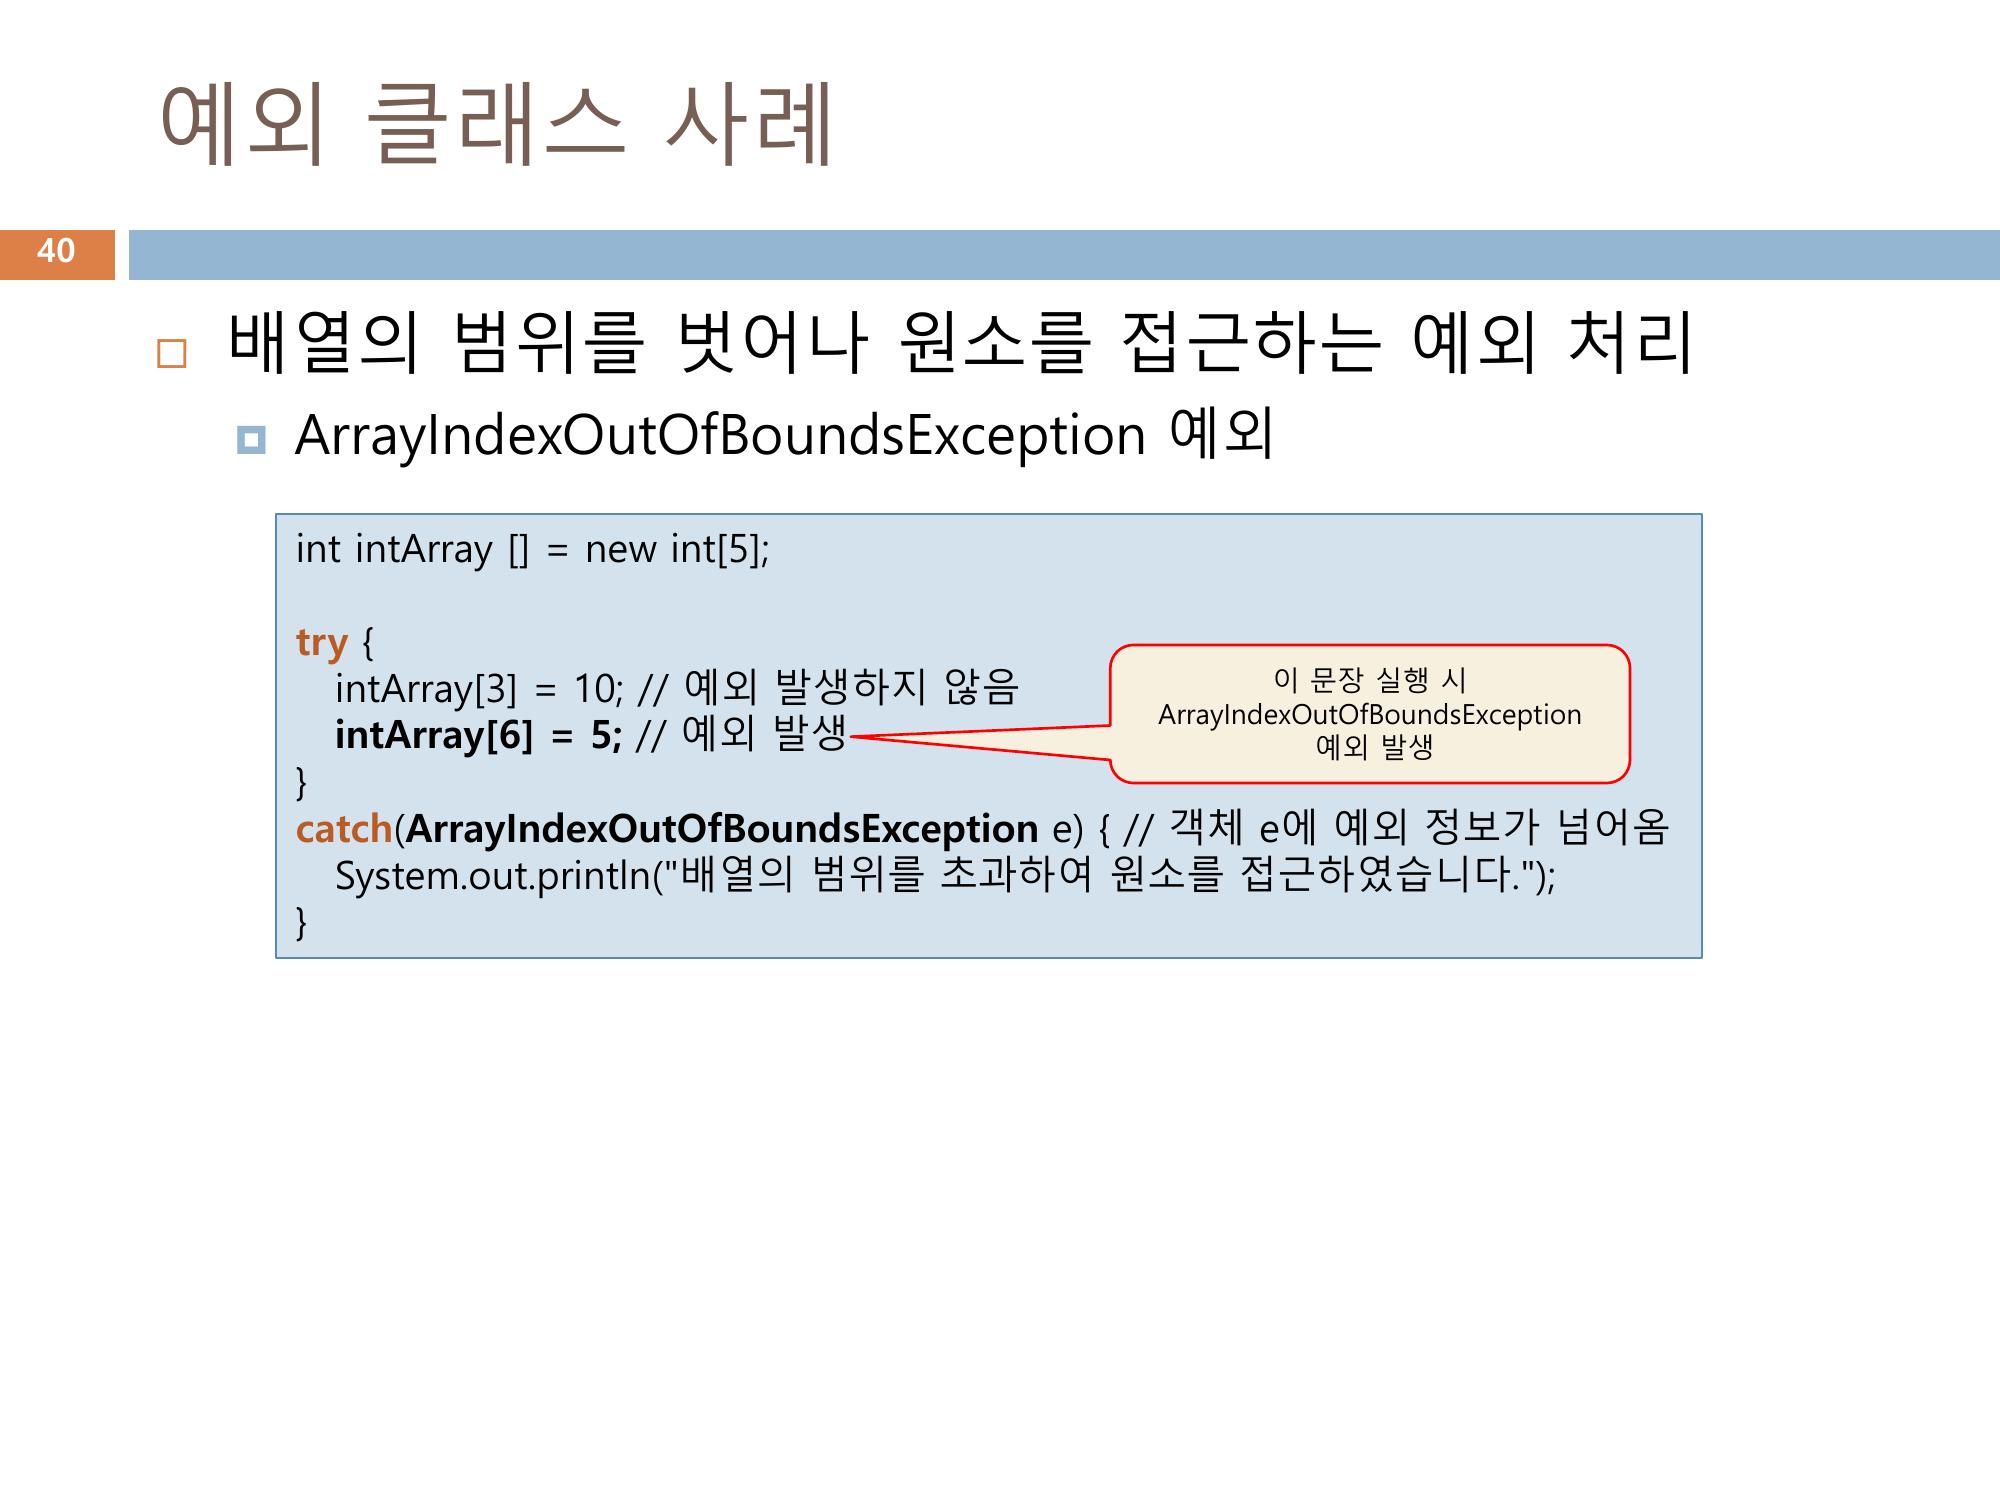 예외 클래스 사례
40
배열의 범위를 벗어나 원소를 접근하는 예외 처리
ArrayIndexOutOfBoundsException 예외
int intArray [] = new int[5];
try {
intArray[3] = 10; // 예외 발생하지 않음
intArray[6] = 5; // 예외 발생
이 문장 실행 시
ArrayIndexOutOfBoundsException
예외 발생
}
catch(ArrayIndexOutOfBoundsException e) { // 객체 e에 예외 정보가 넘어옴
System.out.println("배열의 범위를 초과하여 원소를 접근하였습니다.");
}